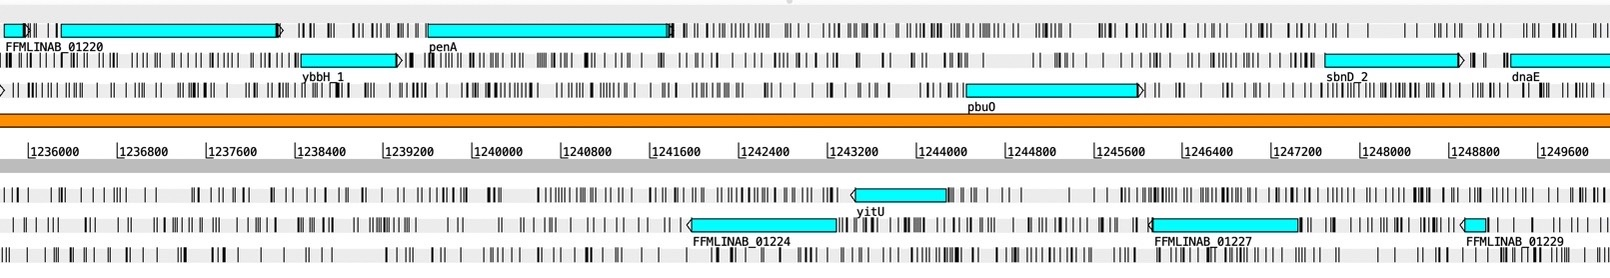 FFMLINAB_01220 penA
ybbH_1 sbnD_2 dnaE
pbuO
1236000 1236800 1237600 1238400 1239200 1240000 1240800 1241600 1242400 1243200 1244000 1244800 1245600 1246400 1247200 1248000 1248800 1249600
yitU
FFMLINAB_01224 FFMLINAB_01227 FFMLINAB_01229